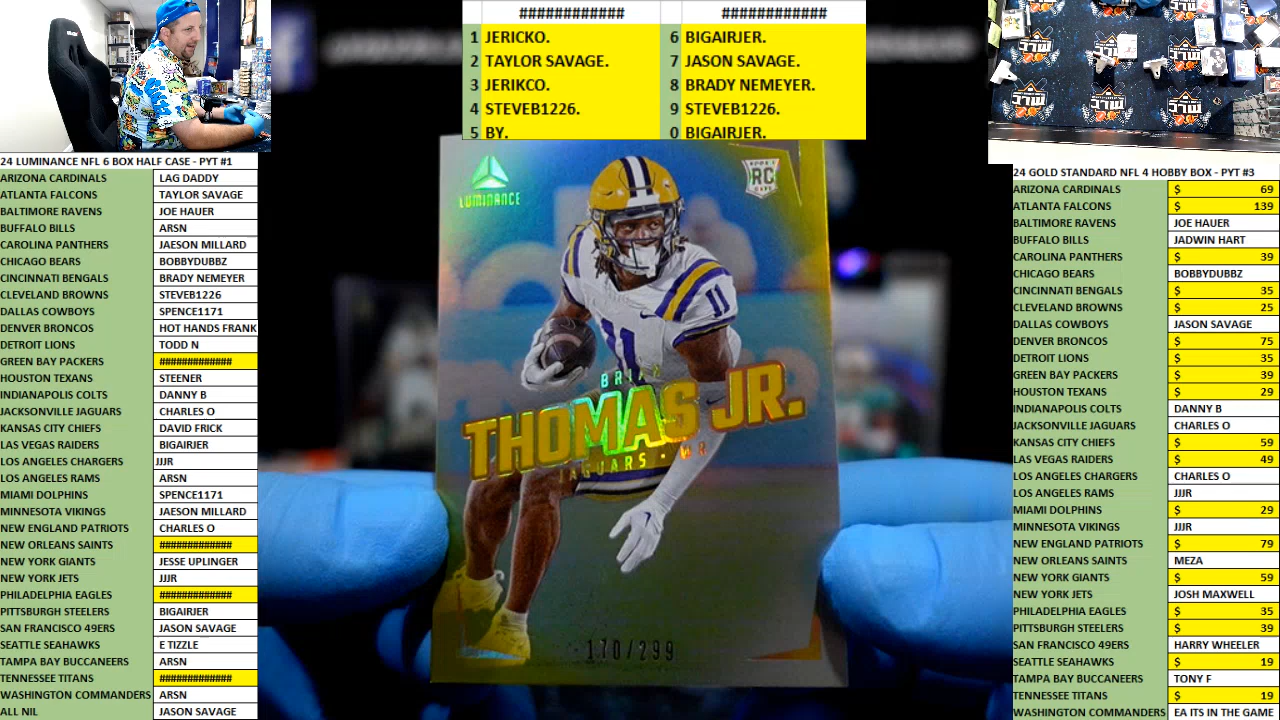 ############ ############
1 JERICKO. 6 BIGAIRJER.
2 TAYLOR SAVAGE. 7 JASON SAVAGE.
3 JERIKCO. 8 BRADY NEMEYER.
4 STEVEB1226. 9 STEVEB1226.
5 BY. 0 BIGAIRJER.
24 LUMINANCE NFL 6 BOX HALF CASE - PYT #1
ARIZONA CARDINALS LAG DADDY
ATLANTA FALCONS TAYLOR SAVAGE
BALTIMORE RAVENS JOE HAUER
BUFFALO BILLS ARSN
CAROLINA PANTHERS JAESON MILLARD
CHICAGO BEARS BOBBYDUBBZ
CINCINNATI BENGALS BRADY NEMEYER
CLEVELAND BROWNS STEVEB1226
DALLAS COWBOYS SPENCE1171
DENVER BRONCOS HOT HANDS FRANK
DETROIT LIONS TODD N
GREEN BAY PACKERS #############
HOUSTON TEXANS STEENER
INDIANAPOLIS COLTS DANNY B
JACKSONVILLE JAGUARS CHARLES O
KANSAS CITY CHIEFS DAVID FRICK
LAS VEGAS RAIDERS BIGAIRJER
LOS ANGELES CHARGERS JJJR
LOS ANGELES RAMS ARSN
MIAMI DOLPHINS SPENCE1171
MINNESOTA VIKINGS JAESON MILLARD
NEW ENGLAND PATRIOTS CHARLES O
NEW ORLEANS SAINTS #############
NEW YORK GIANTS JESSE UPLINGER
NEW YORK JETS JJJR
PHILADELPHIA EAGLES #############
PITTSBURGH STEELERS BIGAIRJER
SAN FRANCISCO 49ERS JASON SAVAGE
SEATTLE SEAHAWKS E TIZZLE
TAMPA BAY BUCCANEERS ARSN
TENNESSEE TITANS #############
WASHINGTON COMMANDERS ARSN
ALL NIL JASON SAVAGE
LUMINANCE
RC
11
11
BRIAN
THOMAS JR.
JAGUARS • WR
170/299
24 GOLD STANDARD NFL 4 HOBBY BOX - PYT #3
ARIZONA CARDINALS $ 69
ATLANTA FALCONS $ 139
BALTIMORE RAVENS JOE HAUER
BUFFALO BILLS JADWIN HART
CAROLINA PANTHERS $ 39
CHICAGO BEARS BOBBYDUBBZ
CINCINNATI BENGALS $ 35
CLEVELAND BROWNS $ 25
DALLAS COWBOYS JASON SAVAGE
DENVER BRONCOS $ 75
DETROIT LIONS $ 35
GREEN BAY PACKERS $ 39
HOUSTON TEXANS $ 29
INDIANAPOLIS COLTS DANNY B
JACKSONVILLE JAGUARS CHARLES O
KANSAS CITY CHIEFS $ 59
LAS VEGAS RAIDERS $ 49
LOS ANGELES CHARGERS CHARLES O
LOS ANGELES RAMS JJJR
MIAMI DOLPHINS $ 29
MINNESOTA VIKINGS JJJR
NEW ENGLAND PATRIOTS $ 79
NEW ORLEANS SAINTS MEZA
NEW YORK GIANTS $ 59
NEW YORK JETS JOSH MAXWELL
PHILADELPHIA EAGLES $ 35
PITTSBURGH STEELERS $ 39
SAN FRANCISCO 49ERS HARRY WHEELER
SEATTLE SEAHAWKS $ 19
TAMPA BAY BUCCANEERS TONY F
TENNESSEE TITANS $ 19
WASHINGTON COMMANDERS EA ITS IN THE GAME